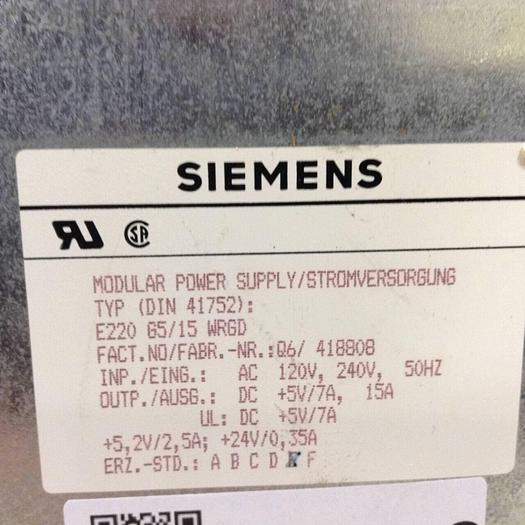 SIEMENS
MODULAR POWER SUPPLY/STROMVERSORGUNG
TYP (DIN 41752):
E220 G5/15 WRGD
FACT.NO/FABR.-NR.:Q6/ 418808
INP./EING.: AC 120V, 240V, 50HZ
OUTP./AUSG.: DC +5V/7A, 15A
UL: DC +5V/7A
+5,2V/2,5A; +24V/0,35A
ERZ.-STD.: A B C D F